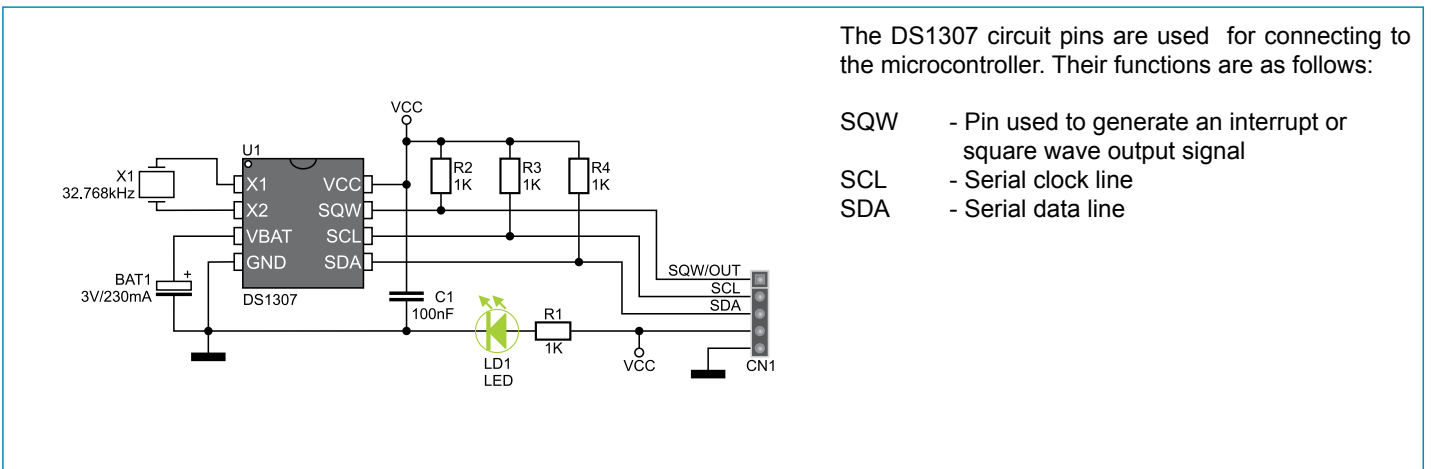 The DS1307 circuit pins are used for connecting to
the microcontroller. Their functions are as follows:
SQW - Pin used to generate an interrupt or
square wave output signal
SCL - Serial clock line
SDA - Serial data line
VCC
U1
X1
32.768kHz
X1
X2
VBAT
GND
VCC
SQW
SCL
SDA
DS1307
R2
1K
R3
1K
R4
1K
BAT1
3V/230mA
+
C1
100nF
LD1
LED
R1
1K
VCC
SQW/OUT
SCL
SDA
CN1